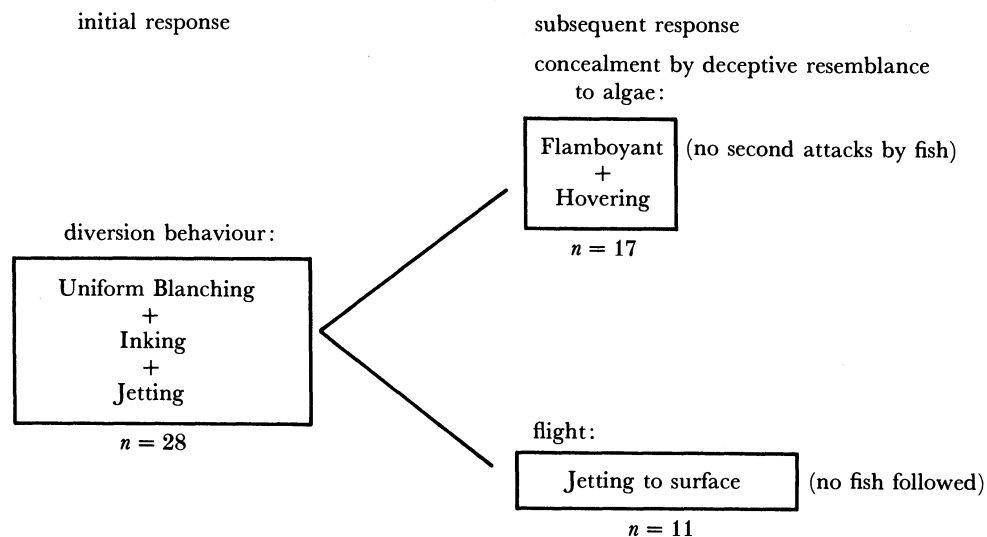 initial response
subsequent response
concealment by deceptive resemblance
to algae:
Flamboyant
+
Hovering
(no second attacks by fish)
n = 17
diversion behaviour:
Uniform Blanching
+
Inking
+
Jetting
n = 28
flight:
Jetting to surface
(no fish followed)
n = 11